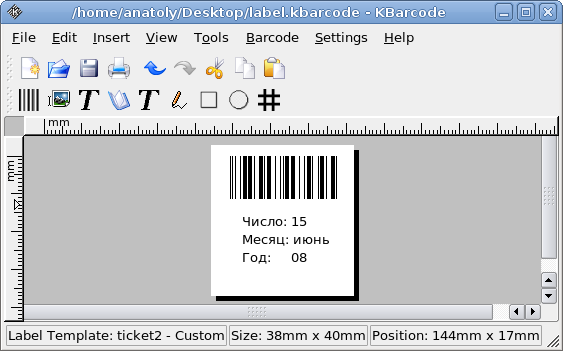 /home/anatoly/Desktop/label.kbarcode - KBarcode
File Edit Insert View Tools Barcode Settings Help
mm
mm
Число: 15
Месяц: июнь
Год: 08
Label Template: ticket2 - Custom Size: 38mm x 40mm Position: 144mm x 17mm